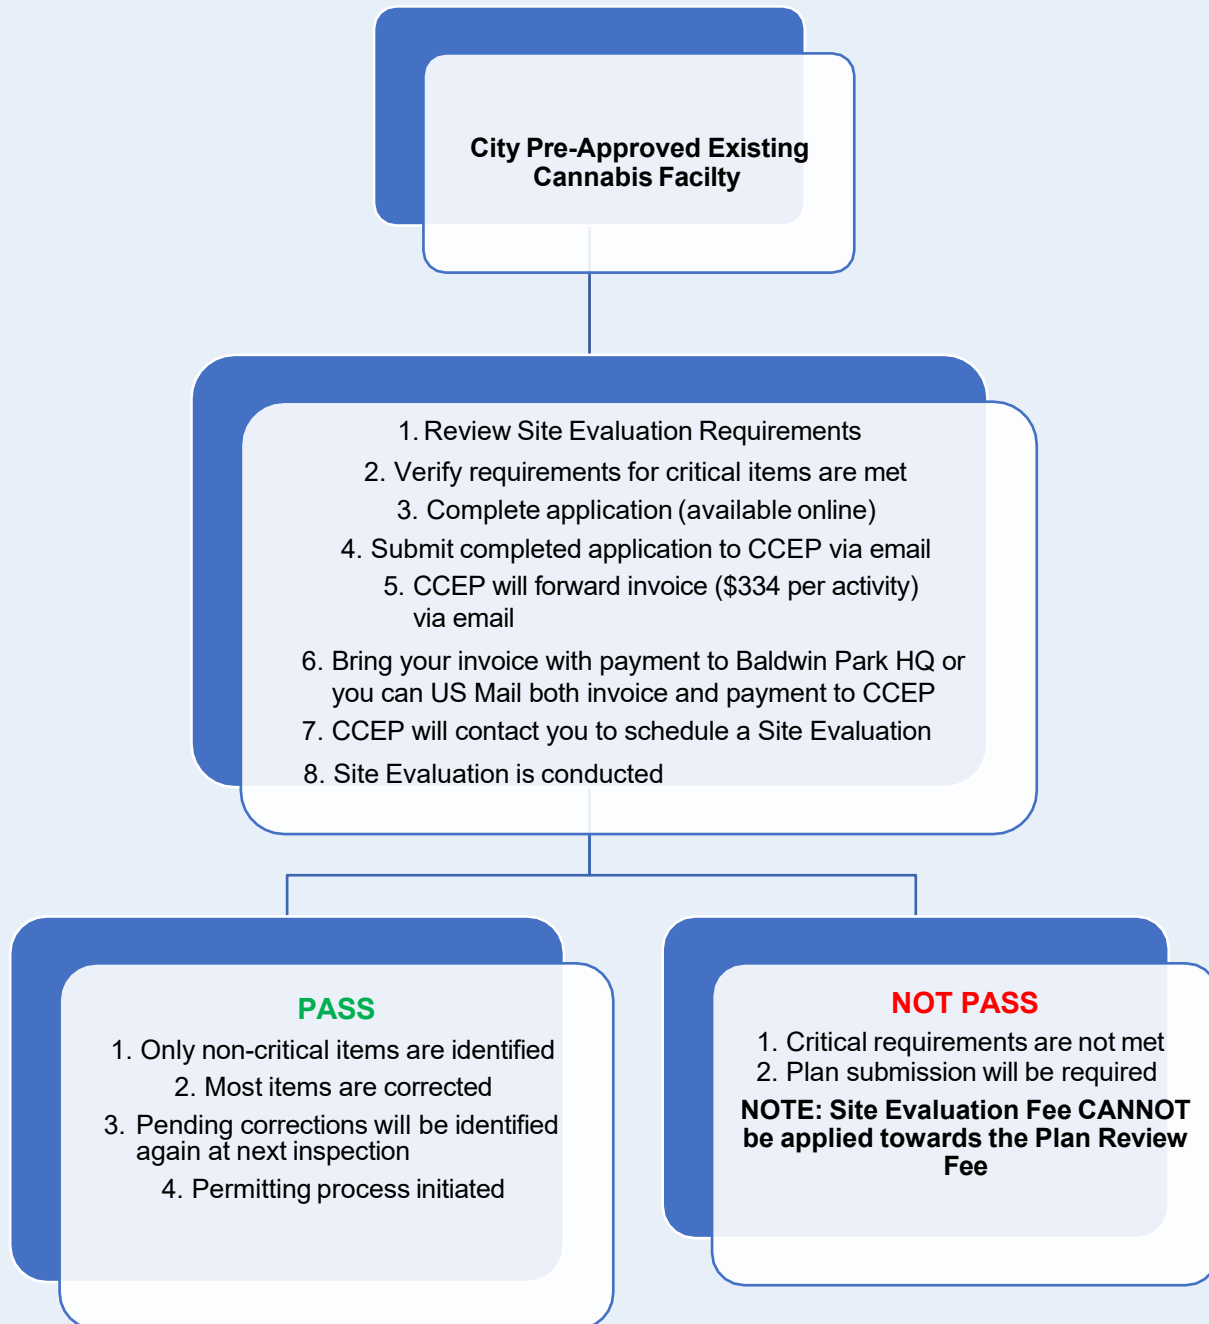 City Pre-Approved Existing
Cannabis Facilty
1. Review Site Evaluation Requirements
2. Verify requirements for critical items are met
3. Complete application (available online)
4. Submit completed application to CCEP via email
5. CCEP will forward invoice ($334 per activity)
via email
6. Bring your invoice with payment to Baldwin Park HQ or
you can US Mail both invoice and payment to CCEP
7. CCEP will contact you to schedule a Site Evaluation
8. Site Evaluation is conducted
PASS
1. Only non-critical items are identified
2. Most items are corrected
3. Pending corrections will be identified
again at next inspection
4. Permitting process initiated
NOT PASS
1. Critical requirements are not met
2. Plan submission will be required
NOTE: Site Evaluation Fee CANNOT
be applied towards the Plan Review
Fee